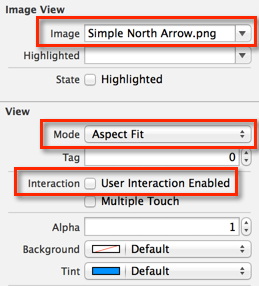 Image View
Image Simple North Arrow.png
Highlighted
State Highlighted
View
Mode Aspect Fit
Tag 0
Interaction User Interaction Enabled
Multiple Touch
Alpha 1
Background Default
Tint Default